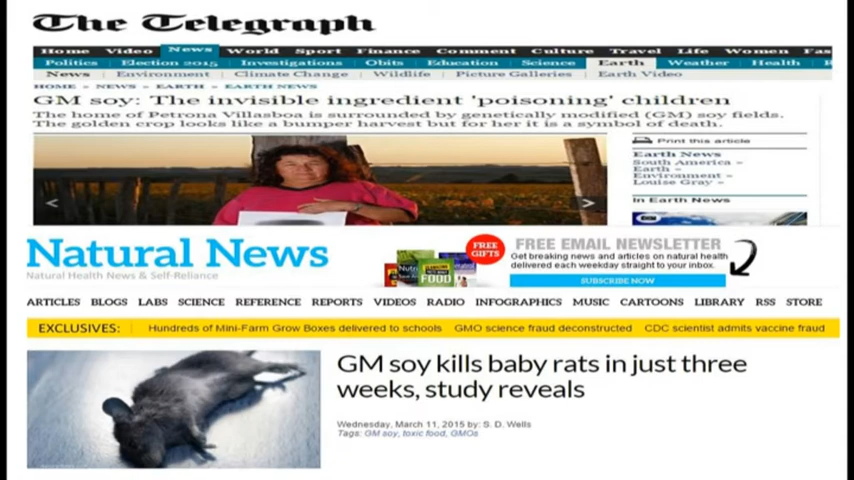 The Telegraph
Home Video News World Sport Finance Comment Culture Travel Life Women Fas
Politics Election 2015 Investigations Obits Education Science Earth Weather Health R
News Environment Climate Change Wildlife Picture Galleries Earth Video
HOME » NEWS » EARTH » EARTH NEWS
GM soy: The invisible ingredient 'poisoning' children
The home of Petrona Villasboa is surrounded by genetically modified (GM) soy fields.
The golden crop looks like a bumper harvest but for her it is a symbol of death.
Print this article
Earth News
South America »
Earth »
Environment »
Louise Gray »
In Earth News
Natural News
Natural Health News & Self-Reliance
FREE GIFTS
FREE EMAIL NEWSLETTER
Get breaking news and articles on natural health
delivered each weekday straight to your inbox.
SUBSCRIBE NOW
ARTICLES BLOGS LABS SCIENCE REFERENCE REPORTS VIDEOS RADIO INFOGRAPHICS MUSIC CARTOONS LIBRARY RSS STORE
EXCLUSIVES: Hundreds of Mini-Farm Grow Boxes delivered to schools GMO science fraud deconstructed CDC scientist admits vaccine fraud
GM soy kills baby rats in just three
weeks, study reveals
Wednesday, March 11, 2015 by: S. D. Wells
Tags: GM soy, toxic food, GMOs